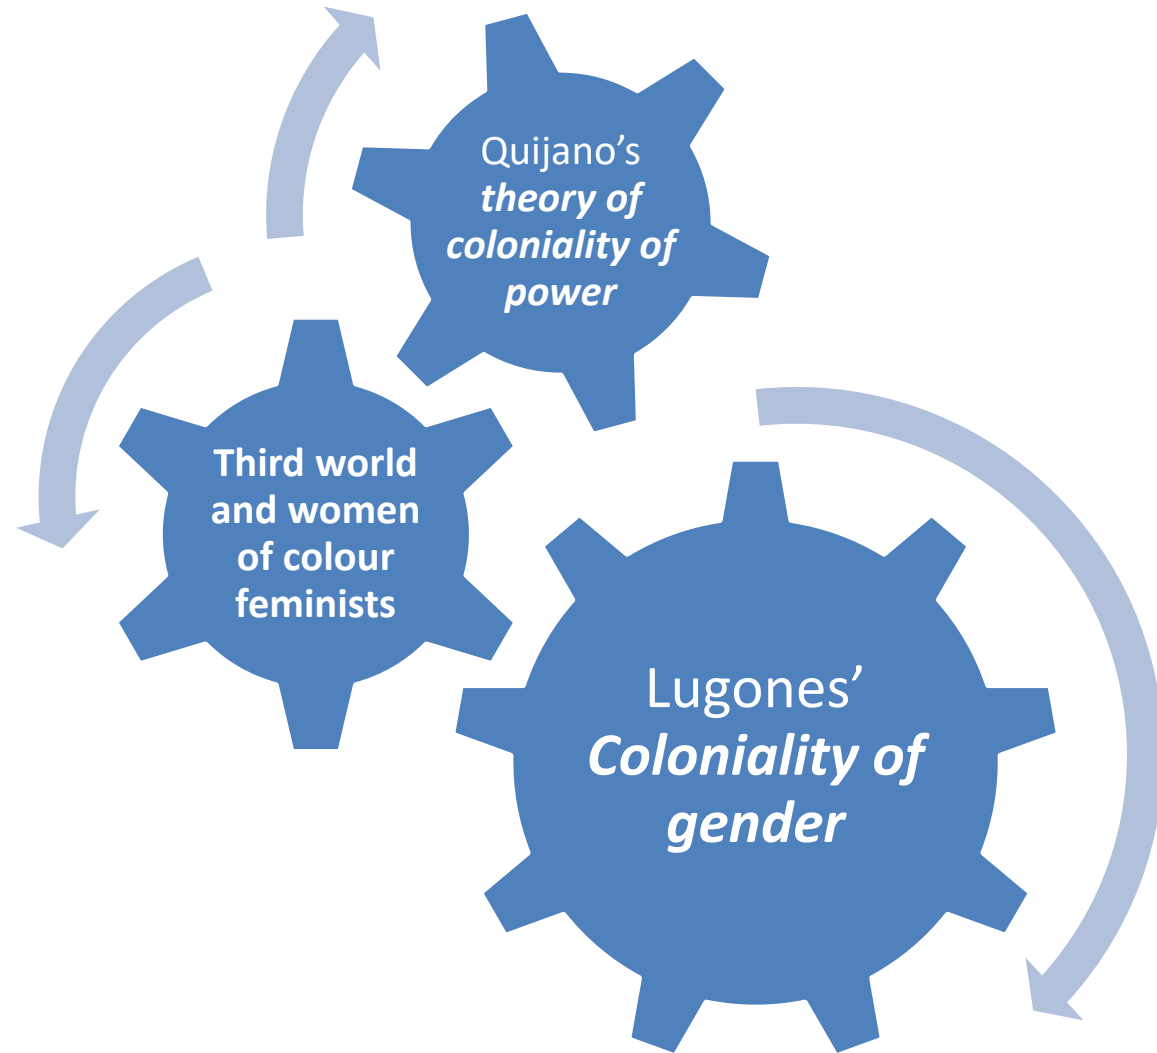 Quijano’s
theory of
coloniality of
power
Third world
and women
of colour
feminists
Lugones’
Coloniality of
gender